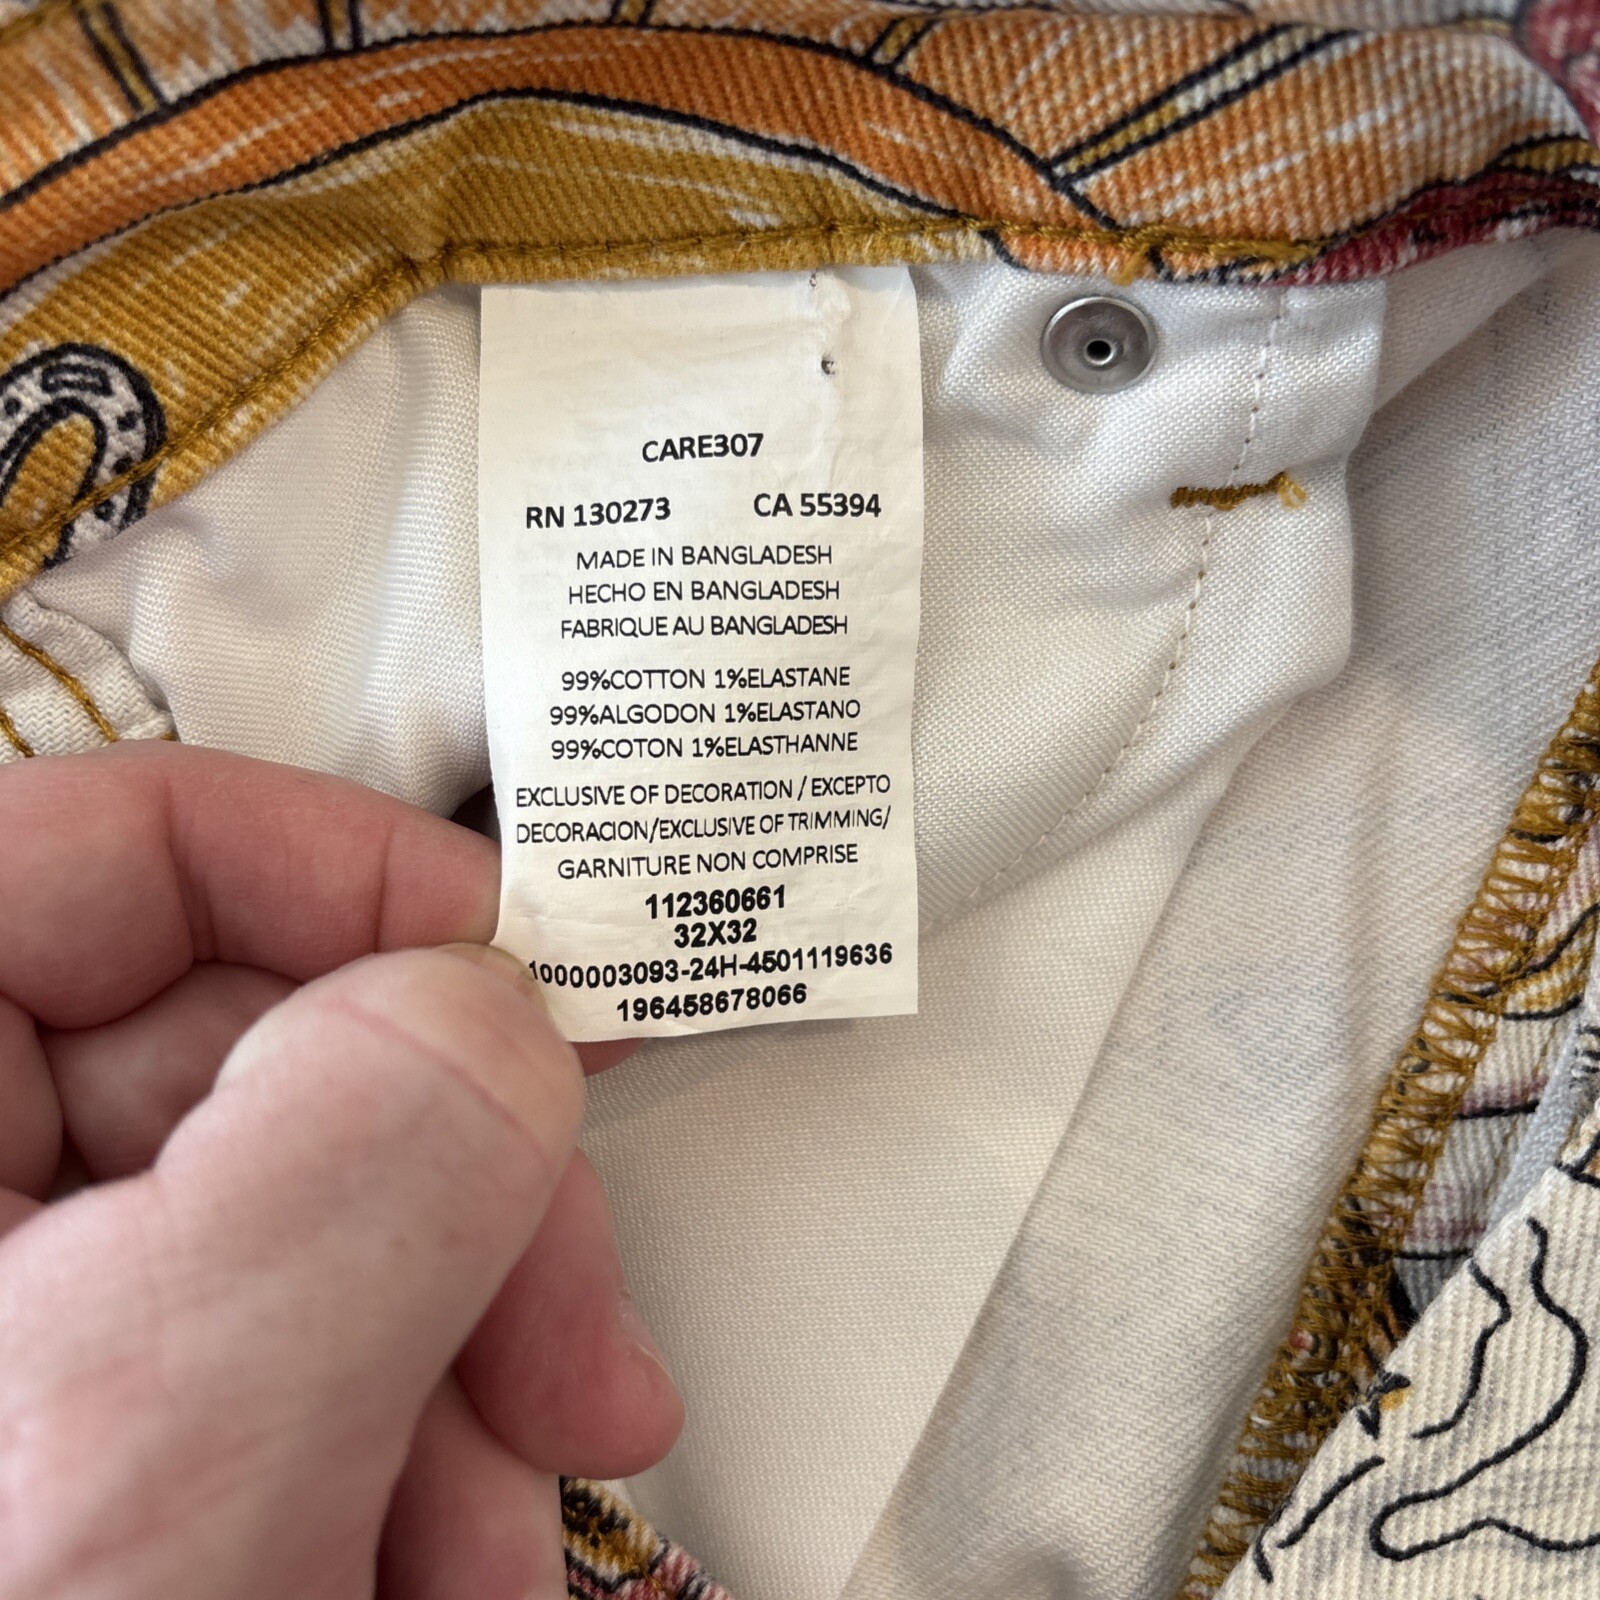 CARE307
RN 130273 CA 55394
MADE IN BANGLADESH
HECHO EN BANGLADESH
FABRIQUE AU BANGLADESH
99%COTTON 1%ELASTANE
99%ALGODON 1%ELASTANO
99%COTON 1%ELASTHANNE
EXCLUSIVE OF DECORATION / EXCEPTO
DECORACION/EXCLUSIVE OF TRIMMING/
GARNITURE NON COMPRISE
112360661
32X32
1000003093-24H-4501119636
196458678066